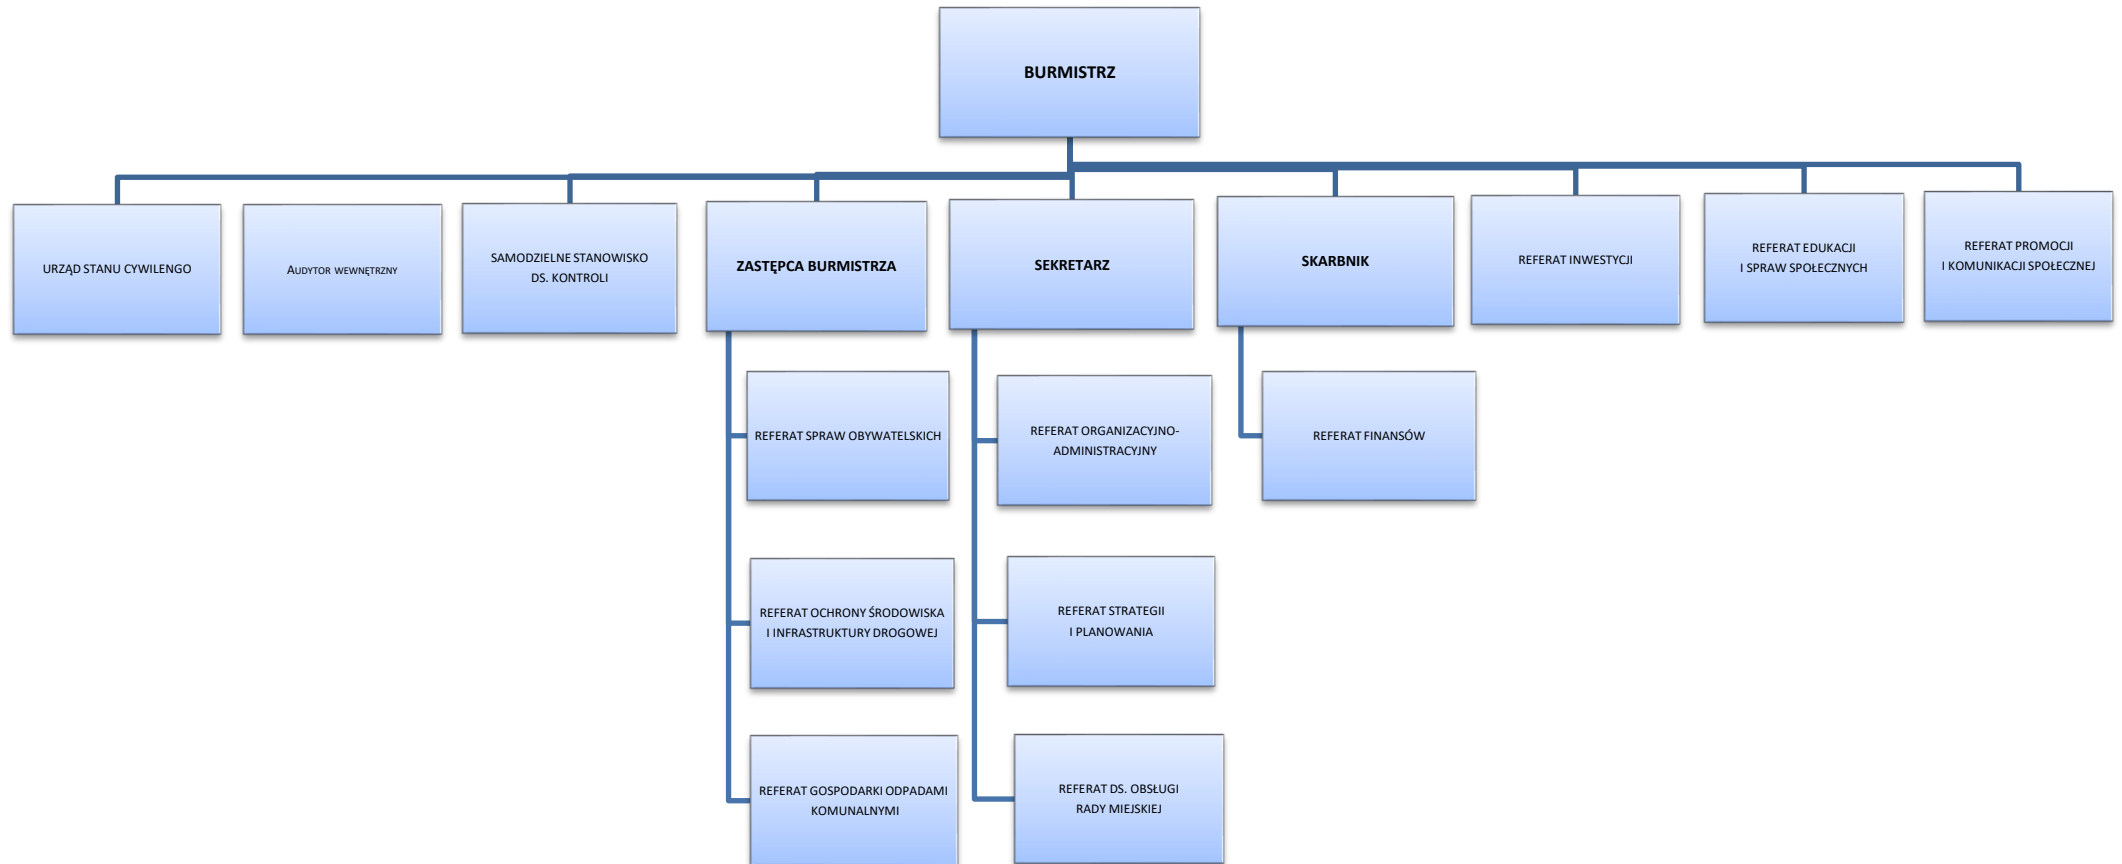 BURMISTRZ
URZĄD STANU CYWILENGO
AUDYTOR WEWNĘTRZNY
SAMODZIELNE STANOWISKO
DS. KONTROLI
ZASTĘPCA BURMISTRZA
SEKRETARZ
SKARBNIK
REFERAT INWESTYCJI
REFERAT EDUKACJI
I SPRAW SPOŁECZNYCH
REFERAT PROMOCJI
I KOMUNIKACJI SPOŁECZNEJ
REFERAT SPRAW OBYWATELSKICH
REFERAT ORGANIZACYJNO-
ADMINISTRACYJNY
REFERAT FINANSÓW
REFERAT OCHRONY ŚRODOWISKA
I INFRASTRUKTURY DROGOWEJ
REFERAT STRATEGII
I PLANOWANIA
REFERAT GOSPODARKI ODPADAMI
KOMUNALNYMI
REFERAT DS. OBSŁUGI
RADY MIEJSKIEJ